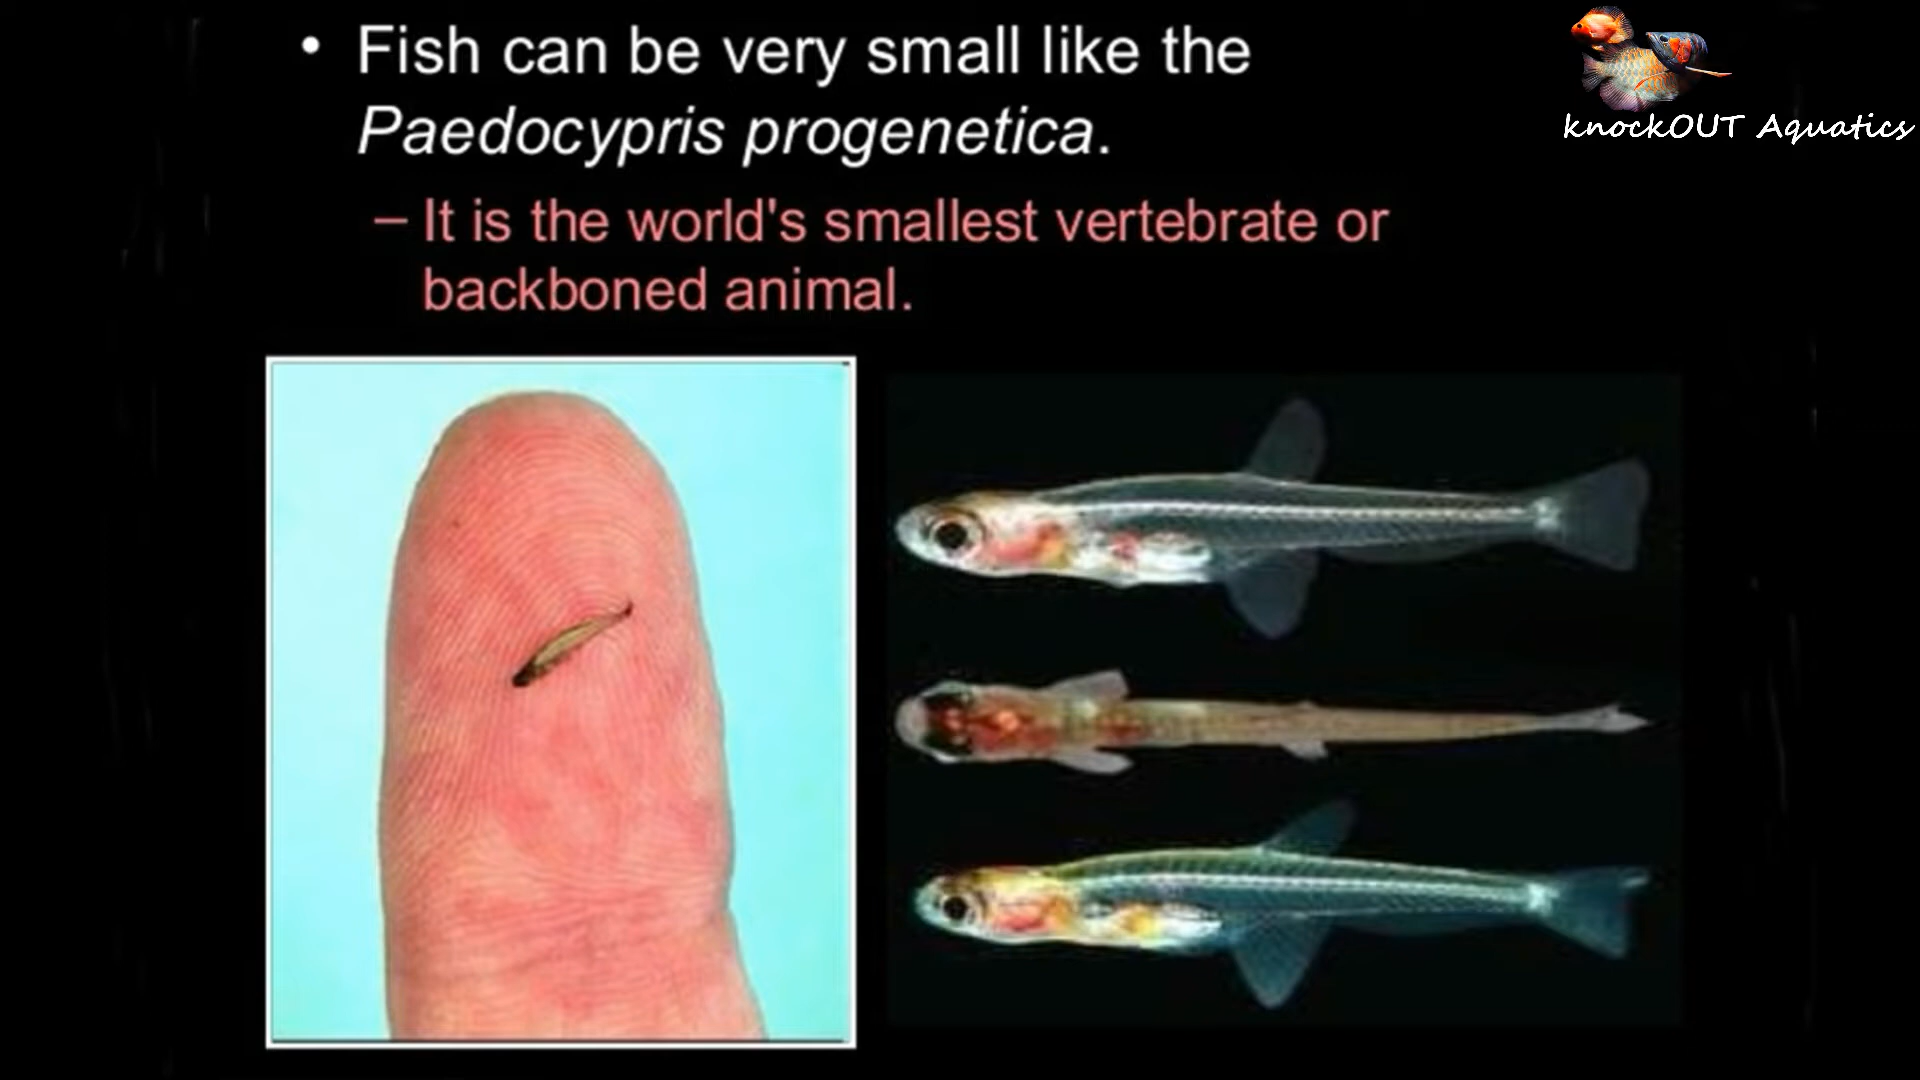 • Fish can be very small like the
Paedocypris progenetica.
– It is the world's smallest vertebrate or
backboned animal.
knockOUT Aquatics